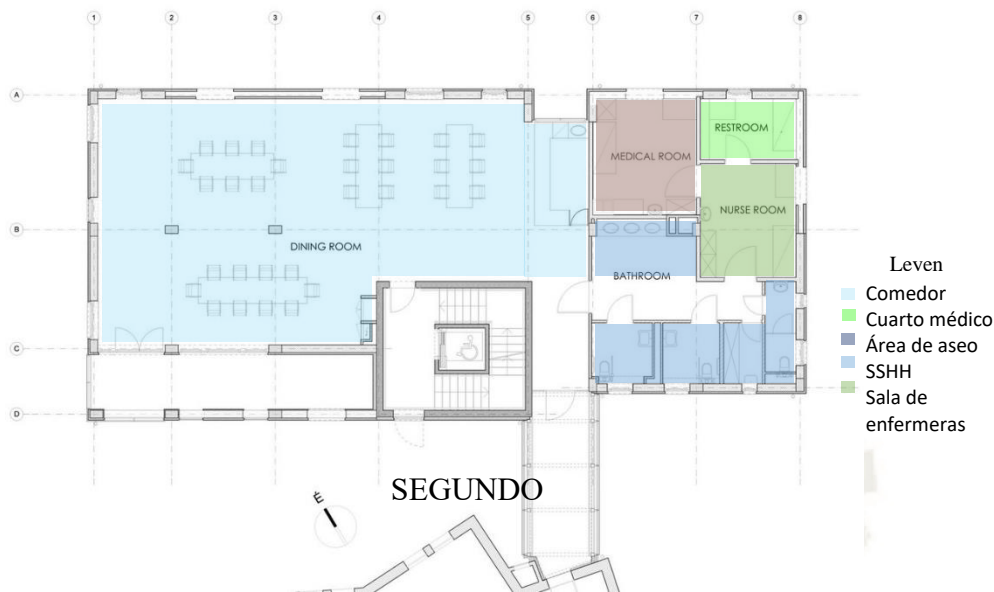 1 2 3 4 5 6 7 8
A
RESTROOM
MEDICAL ROOM
NURSE ROOM
B
DINING ROOM
BATHROOM
C
D
SEGUNDO
É
Leven
Comedor
Cuarto médico
Área de aseo
SSHH
Sala de
enfermeras